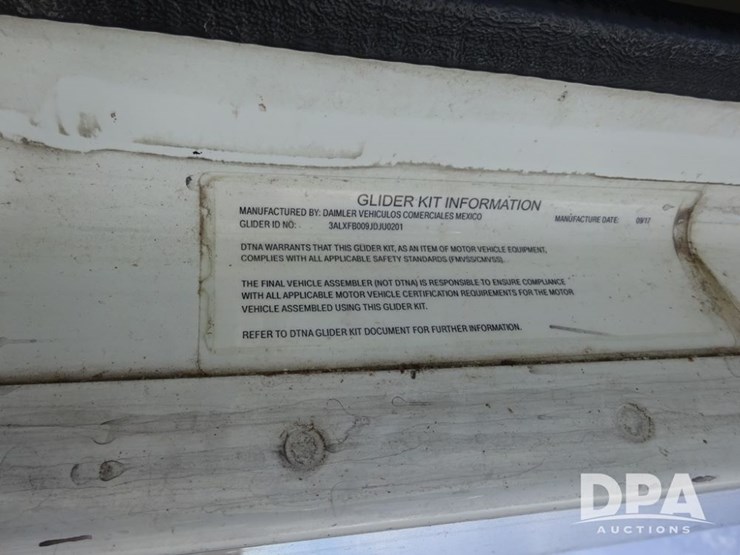 GLIDER KIT INFORMATION
MANUFACTURED BY: DAIMLER VEHICULOS COMERCIALES MEXICO MANUFACTURE DATE: 09/17
GLIDER ID NO: 3ALXFB009JDJU0201
DTNA WARRANTS THAT THIS GLIDER KIT, AS AN ITEM OF MOTOR VEHICLE EQUIPMENT,
COMPLIES WITH ALL APPLICABLE SAFETY STANDARDS (FMVSS/CMVSS).
THE FINAL VEHICLE ASSEMBLER (NOT DTNA) IS RESPONSIBLE TO ENSURE COMPLIANCE
WITH ALL APPLICABLE MOTOR VEHICLE CERTIFICATION REQUIREMENTS FOR THE MOTOR
VEHICLE ASSEMBLED USING THIS GLIDER KIT.
REFER TO DTNA GLIDER KIT DOCUMENT FOR FURTHER INFORMATION.
DPA
AUCTIONS